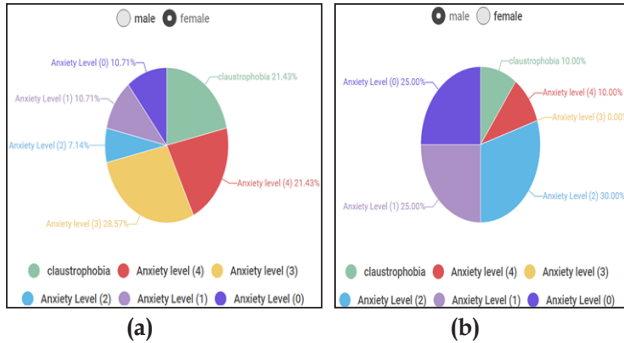 male female
Anxiety Level (0) 10.71%
claustrophobia 21.43%
Anxiety Level (1) 10.71%
Anxiety Level (2) 7.14%
Anxiety level (4) 21.43%
Anxiety level (3) 28.57%
claustrophobia Anxiety level (4) Anxiety level (3)
Anxiety Level (2) Anxiety Level (1) Anxiety Level (0)
(a)
male female
claustrophobia 10.00%
Anxiety Level (0) 25.00%
Anxiety level (4) 10.00%
Anxiety level (3) 0.00%
Anxiety Level (2) 30.00%
Anxiety Level (1) 25.00%
claustrophobia Anxiety level (4) Anxiety level (3)
Anxiety Level (2) Anxiety Level (1) Anxiety Level (0)
(b)